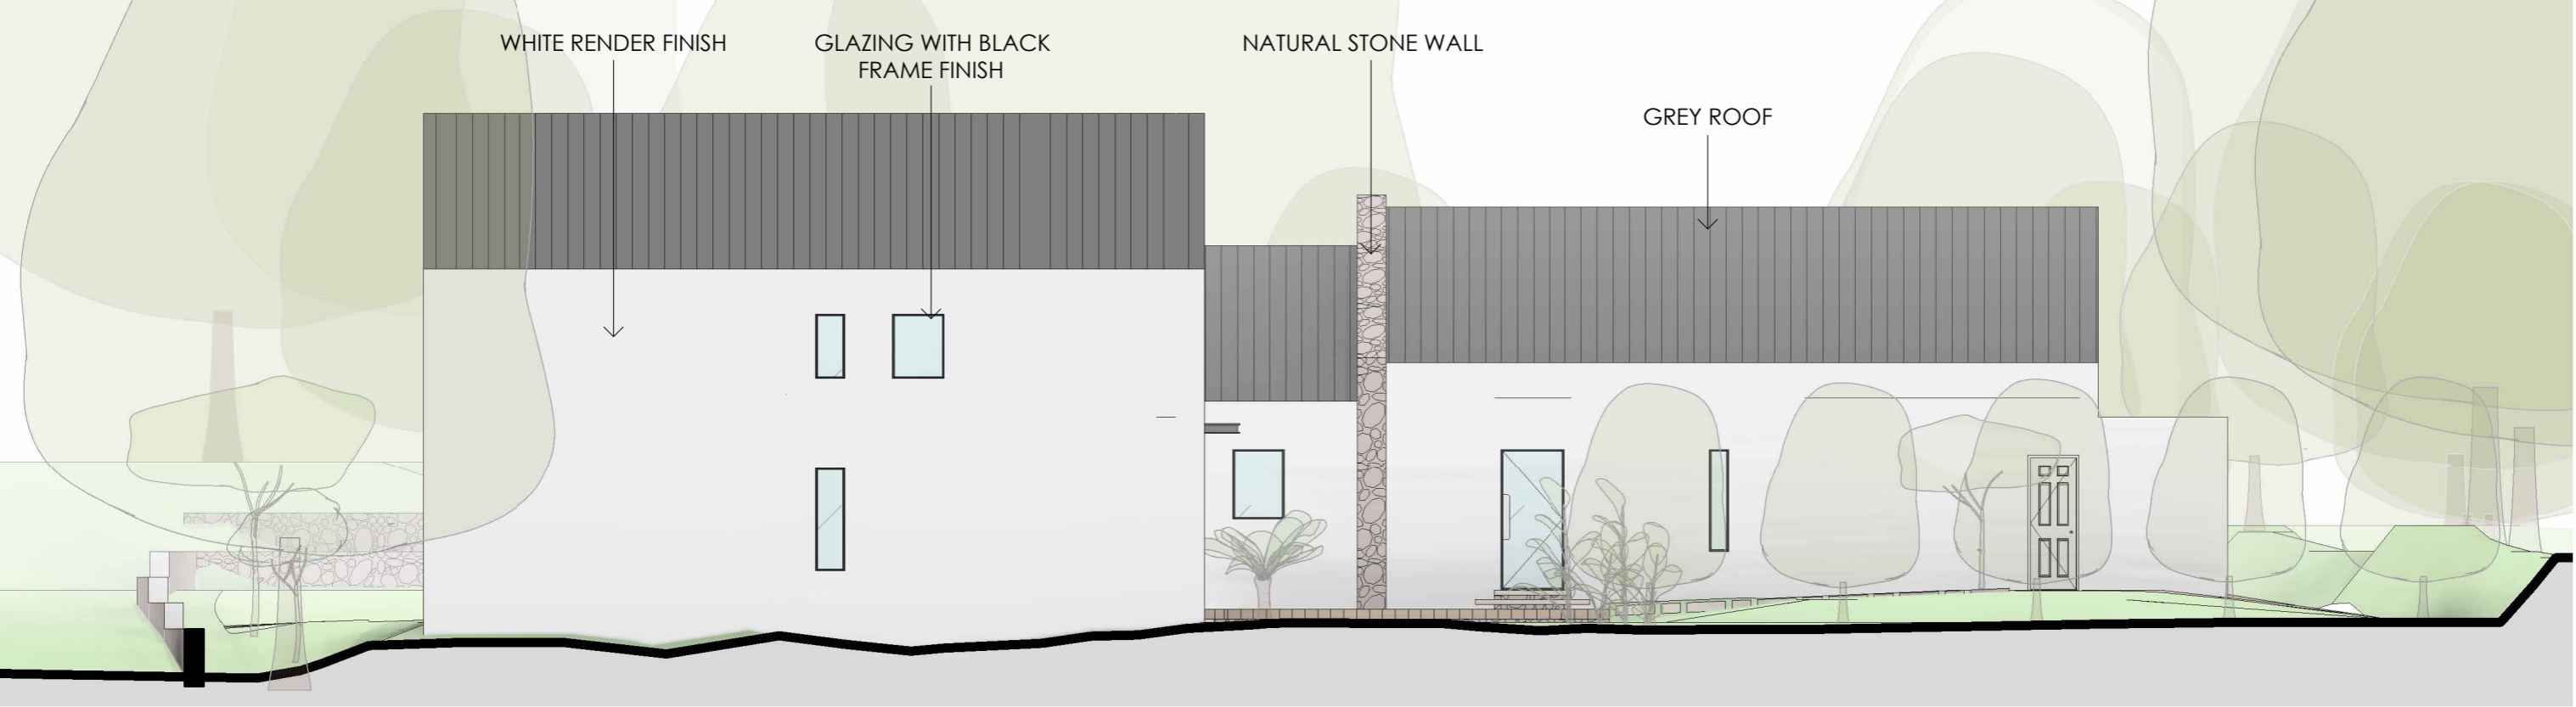 WHITE RENDER FINISH
GLAZING WITH BLACK
FRAME FINISH
NATURAL STONE WALL
GREY ROOF